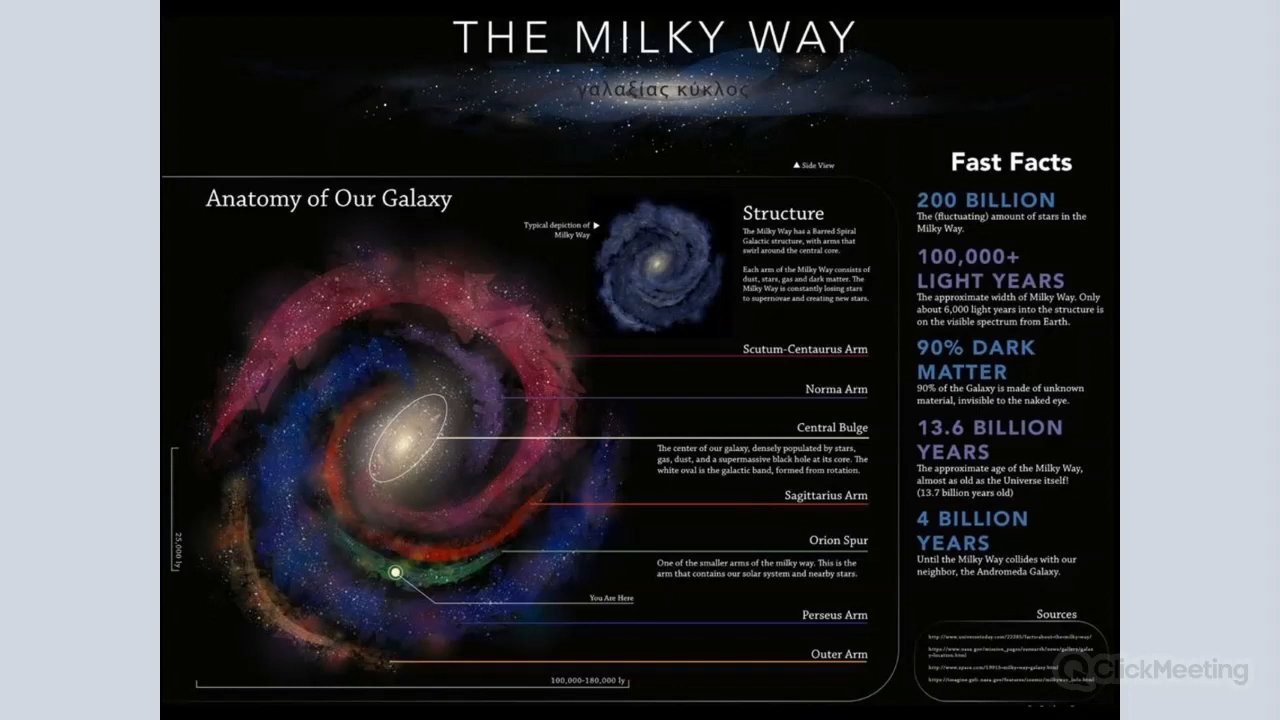 THE MILKY WAY
γαλαξίας κύκλος
▲ Side View
Anatomy of Our Galaxy
Typical depiction of ▶
Milky Way
Structure
The Milky Way has a Barred Spiral
Galactic structure, with arms that
swirl around the central core.
Each arm of the Milky Way consists of
dust, stars, gas and dark matter. The
Milky Way is constantly losing stars
to supernovae and creating new stars.
Scutum-Centaurus Arm
Norma Arm
Central Bulge
The center of our galaxy, densely populated by stars,
gas, dust, and a supermassive black hole at its core. The
white oval is the galactic band, formed from rotation.
Sagittarius Arm
Orion Spur
One of the smaller arms of the milky way. This is the
arm that contains our solar system and nearby stars.
You Are Here
Perseus Arm
Outer Arm
25,000 ly
100,000-180,000 ly
Fast Facts
200 BILLION
The (fluctuating) amount of stars in the
Milky Way.
100,000+
LIGHT YEARS
The approximate width of Milky Way. Only
about 6,000 light years into the structure is
on the visible spectrum from Earth.
90% DARK
MATTER
90% of the Galaxy is made of unknown
material, invisible to the naked eye.
13.6 BILLION
YEARS
The approximate age of the Milky Way,
almost as old as the Universe itself!
(13.7 billion years old)
4 BILLION
YEARS
Until the Milky Way collides with our
neighbor, the Andromeda Galaxy.
Sources
ClickMeeting